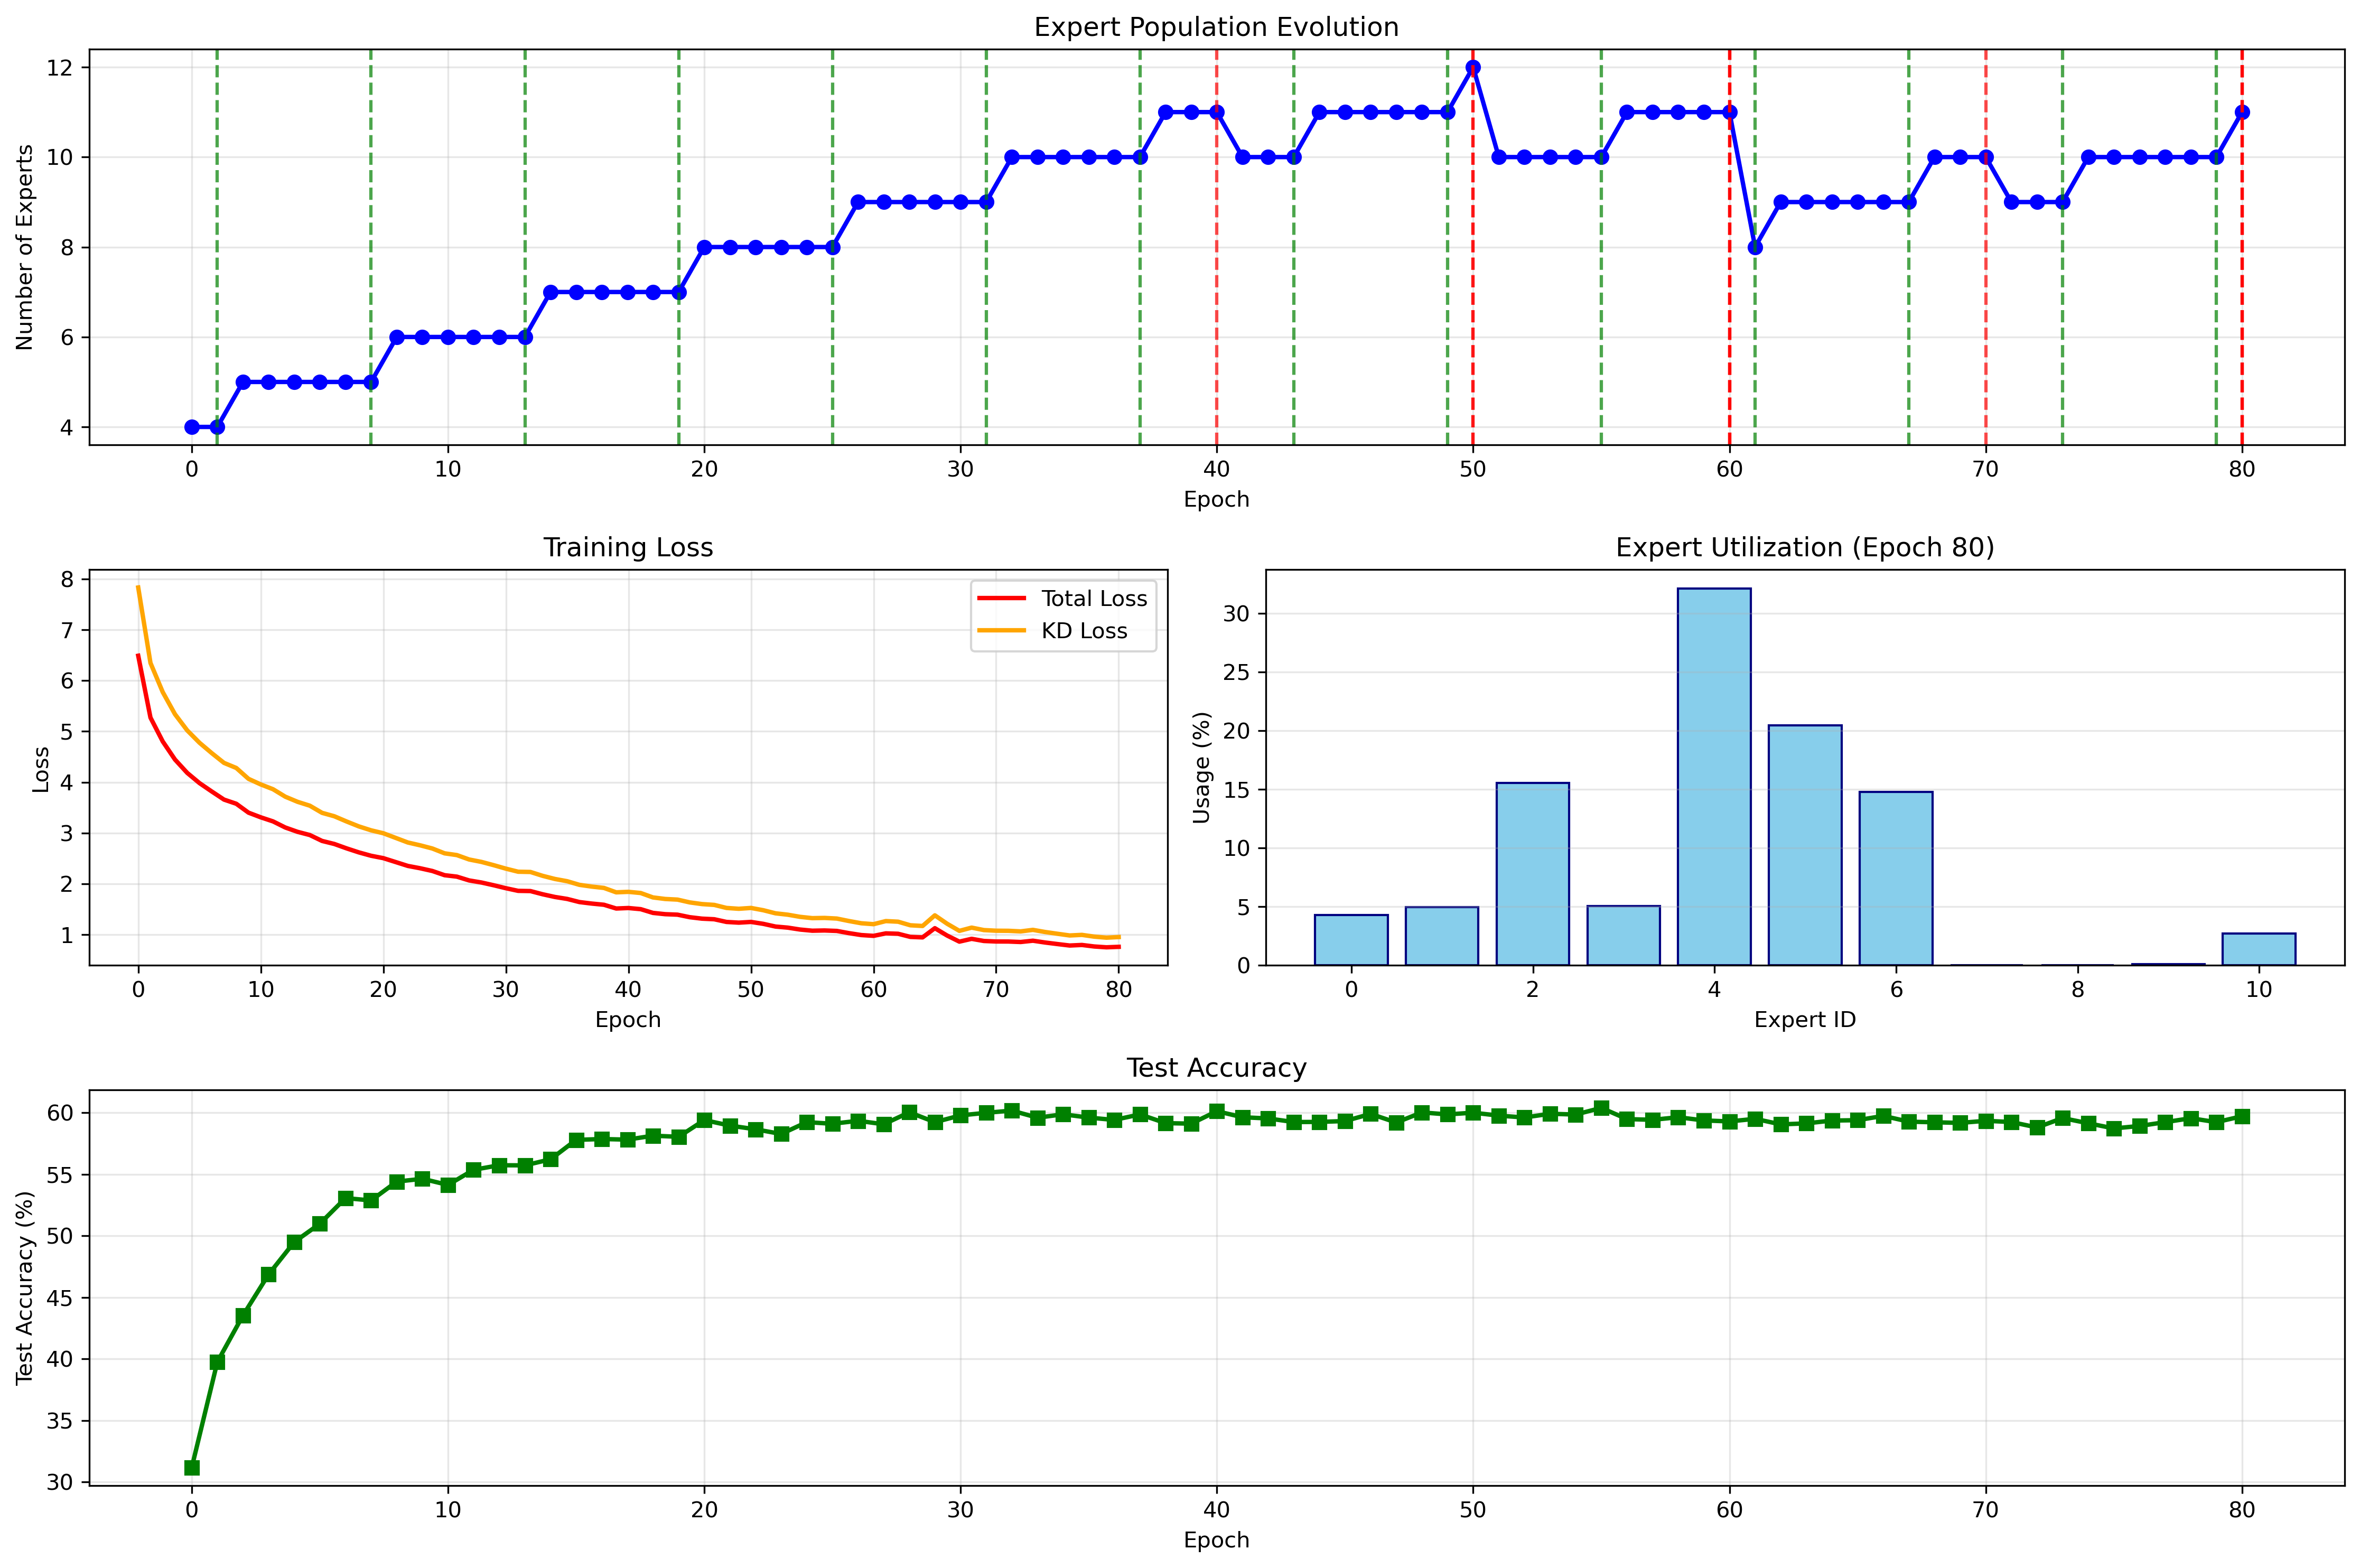 Expert Population Evolution
Number of Experts
12
10
8
6
4
0 10 20 30 40 50 60 70 80
Epoch
Training Loss
Loss
8
7
6
5
4
3
2
1
Total Loss
KD Loss
0 10 20 30 40 50 60 70 80
Epoch
Expert Utilization (Epoch 80)
Usage (%)
30
25
20
15
10
5
0
0 2 4 6 8 10
Expert ID
Test Accuracy
Test Accuracy (%)
60
55
50
45
40
35
30
0 10 20 30 40 50 60 70 80
Epoch